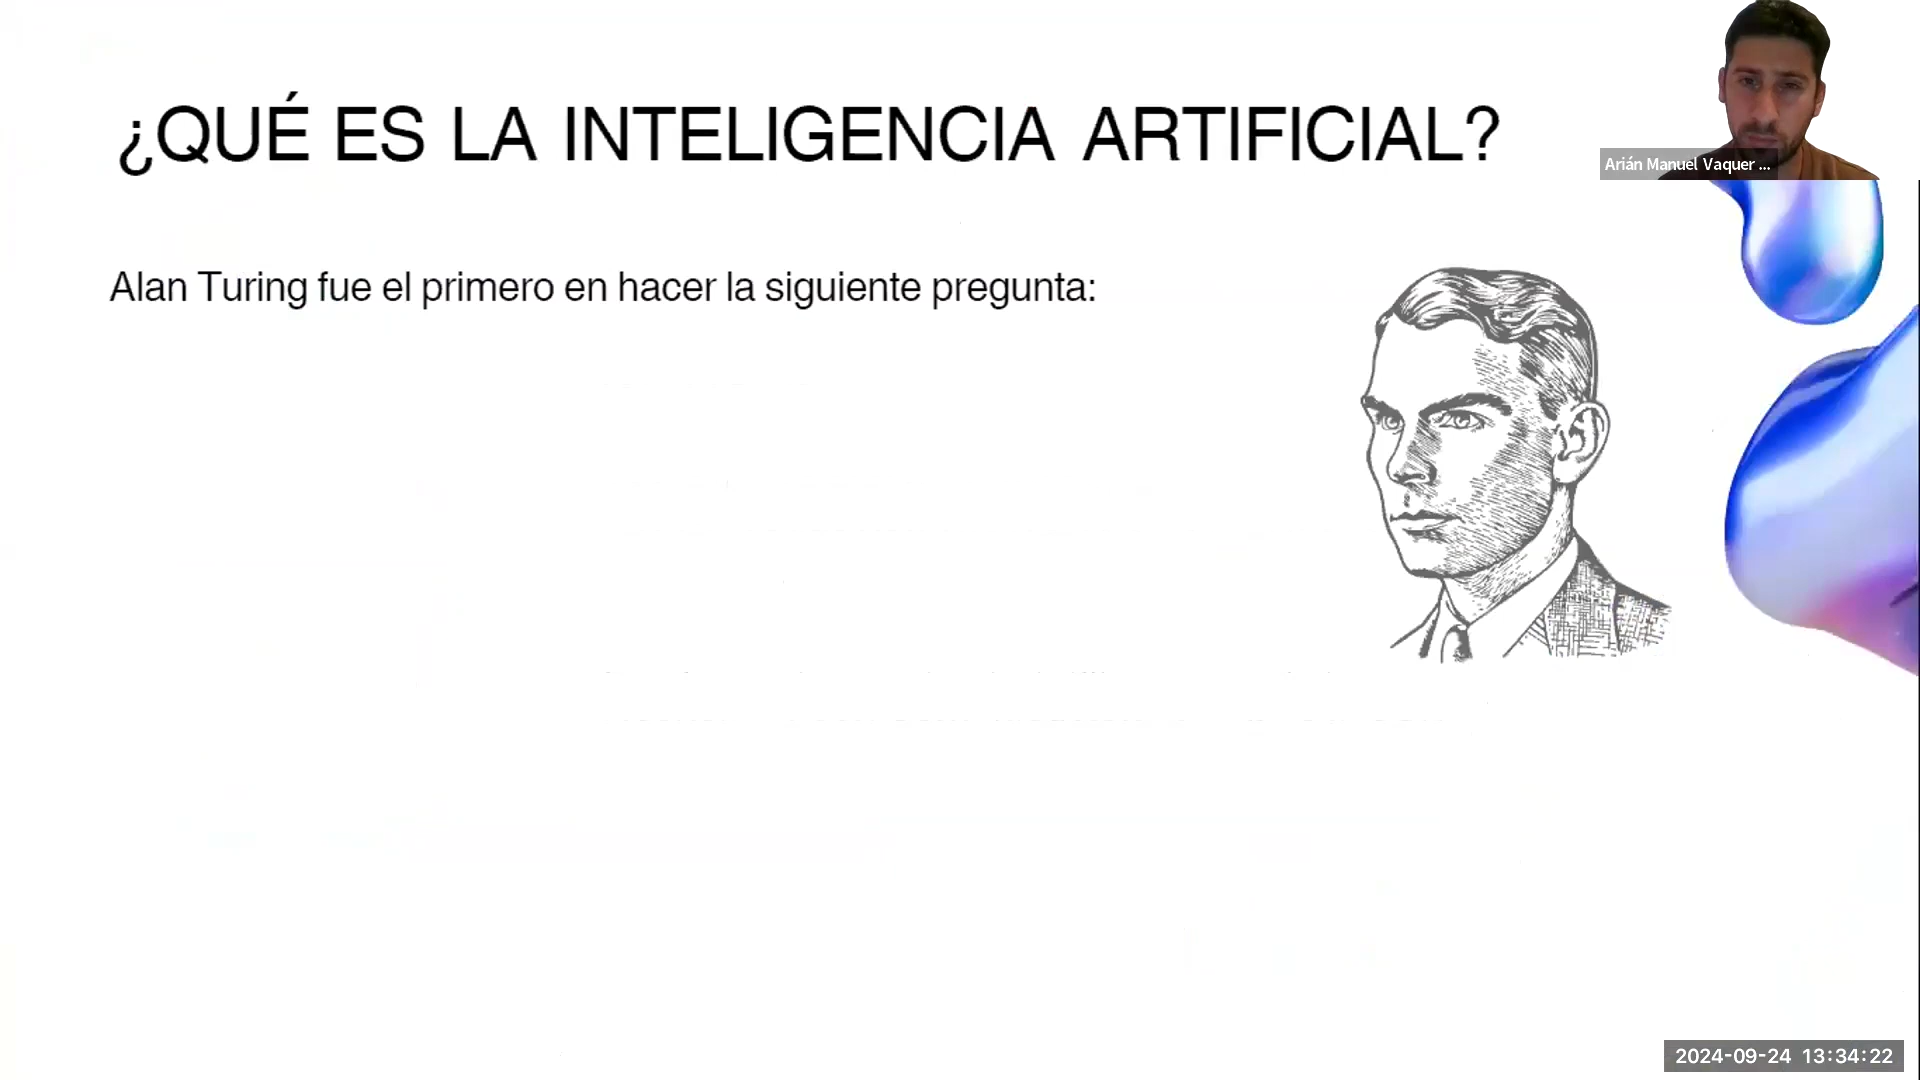 ¿QUÉ ES LA INTELIGENCIA ARTIFICIAL?
Arián Manuel Vaquer ...
Alan Turing fue el primero en hacer la siguiente pregunta:
2024-09-24 13:34:22